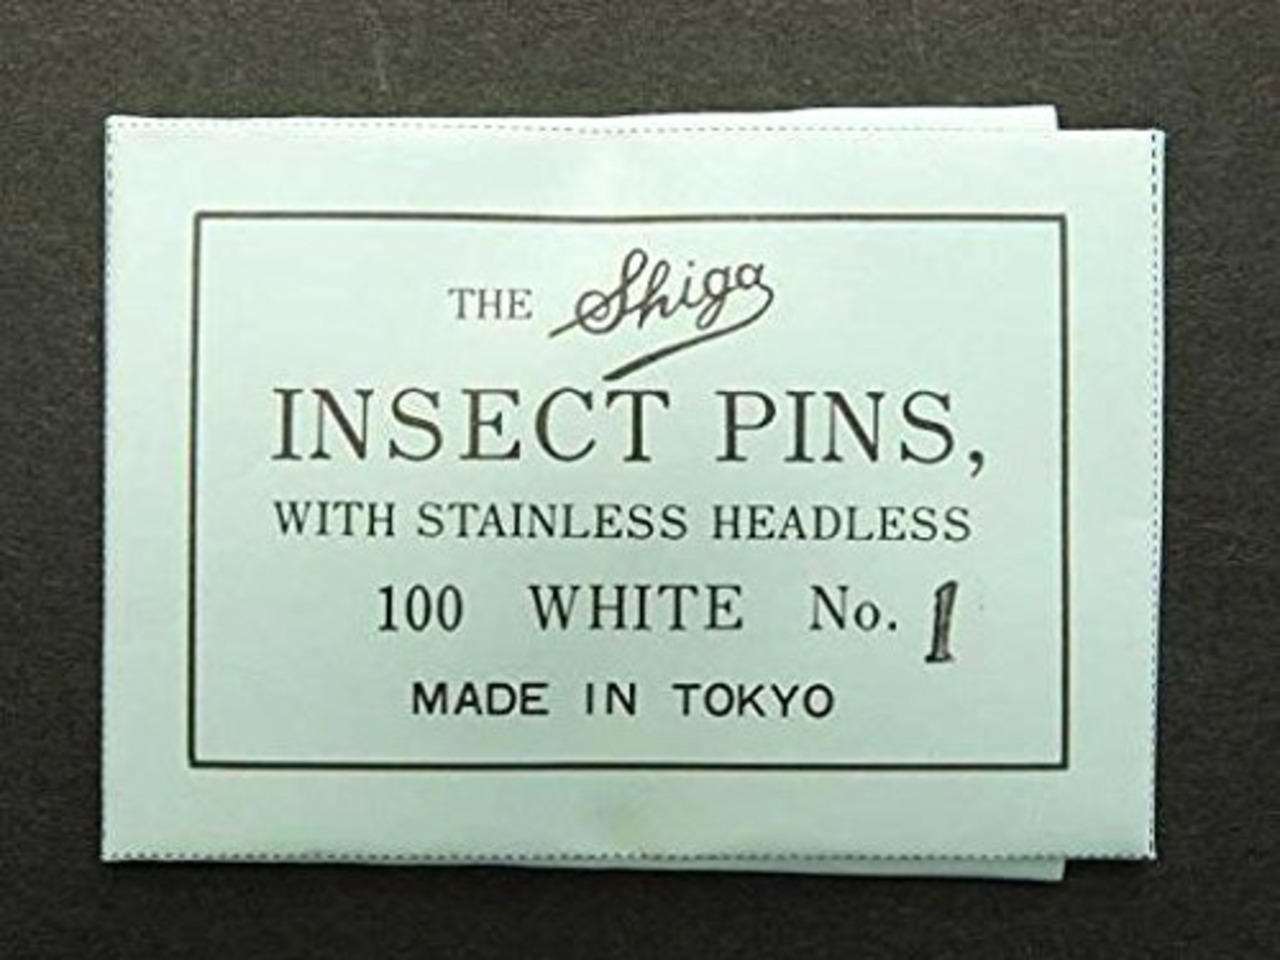 THE Shiga
INSECT PINS,
WITH STAINLESS HEADLESS
100 WHITE No. 1
MADE IN TOKYO